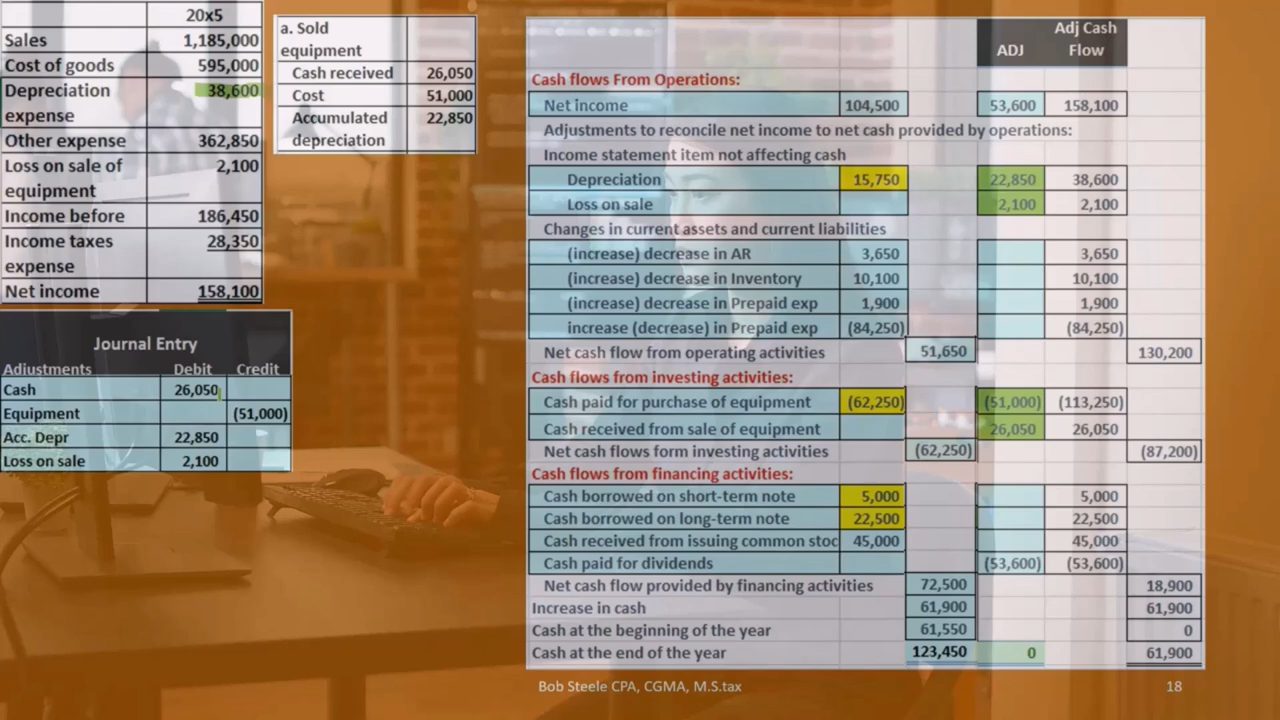 20x5
Sales 1,185,000
Cost of goods 595,000
Depreciation 38,600
expense
Other expense 362,850
Loss on sale of 2,100
equipment
Income before 186,450
Income taxes 28,350
expense
Net income 158,100
a. Sold
equipment
Cash received 26,050
Cost 51,000
Accumulated 22,850
depreciation
Journal Entry
Adjustments Debit Credit
Cash 26,050
Equipment (51,000)
Acc. Depr 22,850
Loss on sale 2,100
Adj Cash
ADJ Flow
Cash flows From Operations:
Net income 104,500 53,600 158,100
Adjustments to reconcile net income to net cash provided by operations:
Income statement item not affecting cash
Depreciation 15,750 22,850 38,600
Loss on sale 2,100 2,100
Changes in current assets and current liabilities
(increase) decrease in AR 3,650 3,650
(increase) decrease in Inventory 10,100 10,100
(increase) decrease in Prepaid exp 1,900 1,900
increase (decrease) in Prepaid exp (84,250) (84,250)
Net cash flow from operating activities 51,650 130,200
Cash flows from investing activities:
Cash paid for purchase of equipment (62,250) (51,000) (113,250)
Cash received from sale of equipment 26,050 26,050
Net cash flows form investing activities (62,250) (87,200)
Cash flows from financing activities:
Cash borrowed on short-term note 5,000 5,000
Cash borrowed on long-term note 22,500 22,500
Cash received from issuing common stoc 45,000 45,000
Cash paid for dividends (53,600) (53,600)
Net cash flow provided by financing activities 72,500 18,900
Increase in cash 61,900 61,900
Cash at the beginning of the year 61,550 0
Cash at the end of the year 123,450 0 61,900
Bob Steele CPA, CGMA, M.S.tax 18